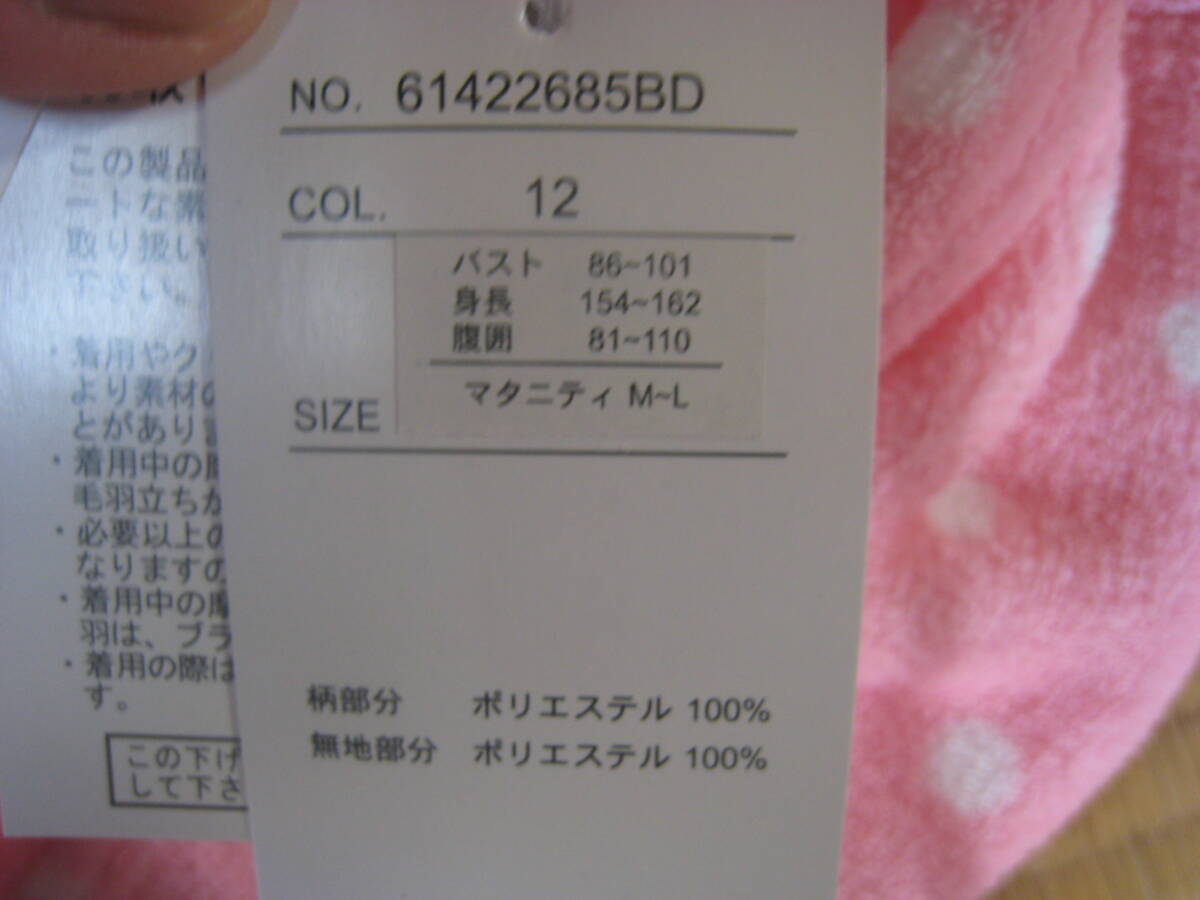 NO. 61422685BD
COL. 12
バスト 86~101
身長 154~162
腹囲 81~110
マタニティ M~L
SIZE
柄部分 ポリエステル 100%
無地部分 ポリエステル 100%
この製品
ートな素
取り扱い
下さい。
・着用やク
より素材の
とがありま
・着用中の
毛羽立ちが
・必要以上の
なりますの
・着用中の摩
羽は、ブラ
・着用の際は
す。
この下げ
して下さ